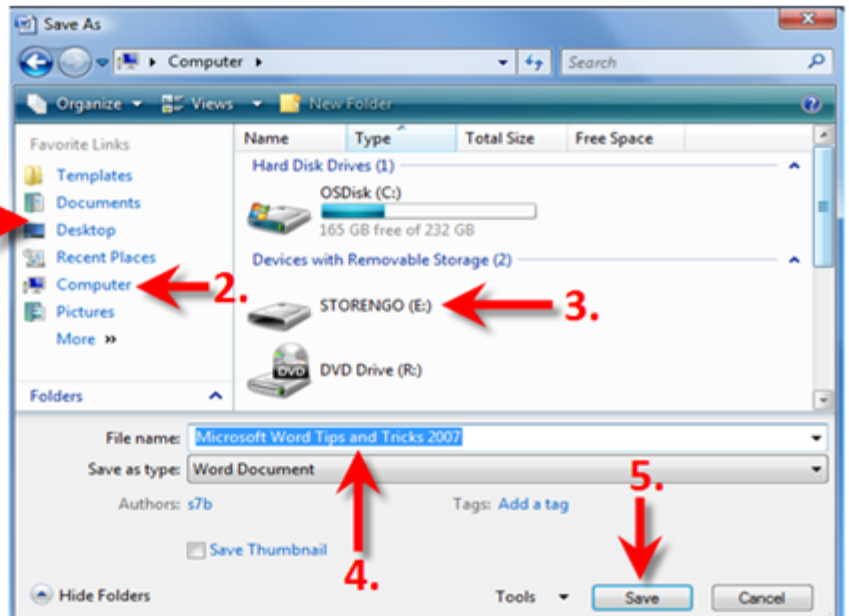 Save As
Computer
Search
Organize Views New Folder
Favorite Links
Templates
Documents
Desktop
Recent Places
Computer
Pictures
More »
Folders
Name Type Total Size Free Space
Hard Disk Drives (1)
OSDisk (C:)
165 GB free of 232 GB
Devices with Removable Storage (2)
STORENGO (E:)
DVD
DVD Drive (R:)
2.
3.
File name: Microsoft Word Tips and Tricks 2007
Save as type: Word Document
5.
Authors: s7b Tags: Add a tag
Save Thumbnail
4.
Hide Folders Tools Save Cancel